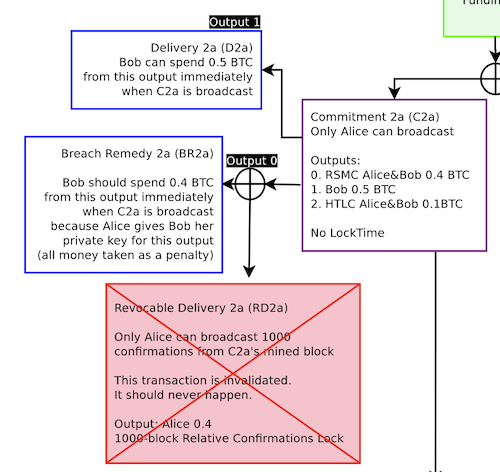 Output 1
Delivery 2a (D2a)
Bob can spend 0.5 BTC
from this output immediately
when C2a is broadcast
Commitment 2a (C2a)
Only Alice can broadcast
Outputs:
0. RSMC Alice&Bob 0.4 BTC
1. Bob 0.5 BTC
2. HTLC Alice&Bob 0.1BTC
No LockTime
Output 0
Breach Remedy 2a (BR2a)
Bob should spend 0.4 BTC
from this output immediately
when C2a is broadcast
because Alice gives Bob her
private key for this output
(all money taken as a penalty)
Revocable Delivery 2a (RD2a)
Only Alice can broadcast 1000
confirmations from C2a's mined block
This transaction is invalidated.
It should never happen.
Output: Alice 0.4
1000-block Relative Confirmations Lock